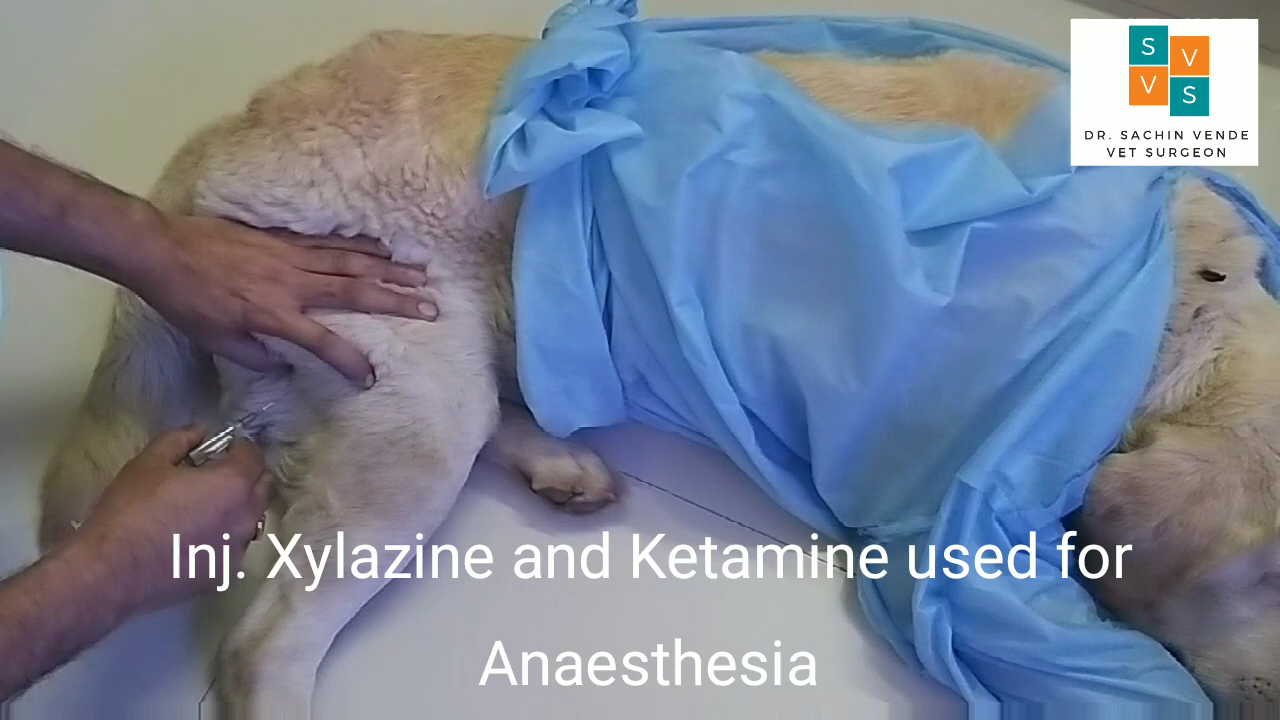 S
V
V
S
DR. SACHIN VENDE
VET SURGEON
Inj. Xylazine and Ketamine used for
Anaesthesia